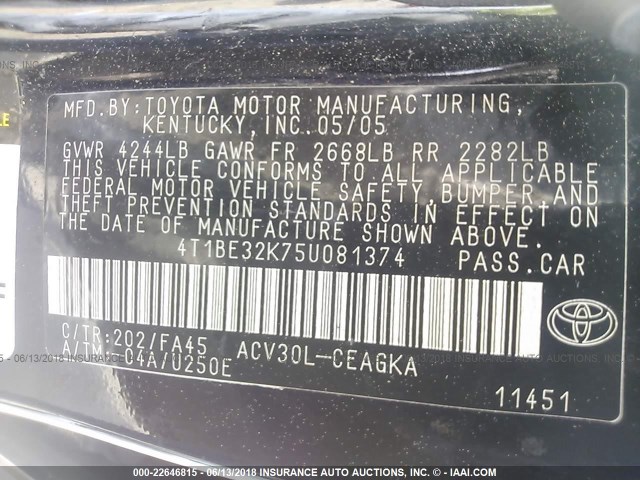 MFD.BY:TOYOTA MOTOR MANUFACTURING,
KENTUCKY,INC. 05/05
GVWR 4244LB GAWR FR 2668LB RR 2282LB
THIS VEHICLE CONFORMS TO ALL APPLICABLE
FEDERAL MOTOR VEHICLE SAFETY,BUMPER,AND
THEFT PREVENTION STANDARDS IN EFFECT ON
THE DATE OF MANUFACTURE SHOWN ABOVE.
4T1BE32K75U081374 PASS.CAR
C/TR:202/FA45 ACV30L-CEAGKA
A/TM: 04A/U250E
11451
TOYOTA
000-22646815 - 06/13/2018 INSURANCE AUTO AUCTIONS, INC. © - IAAI.COM